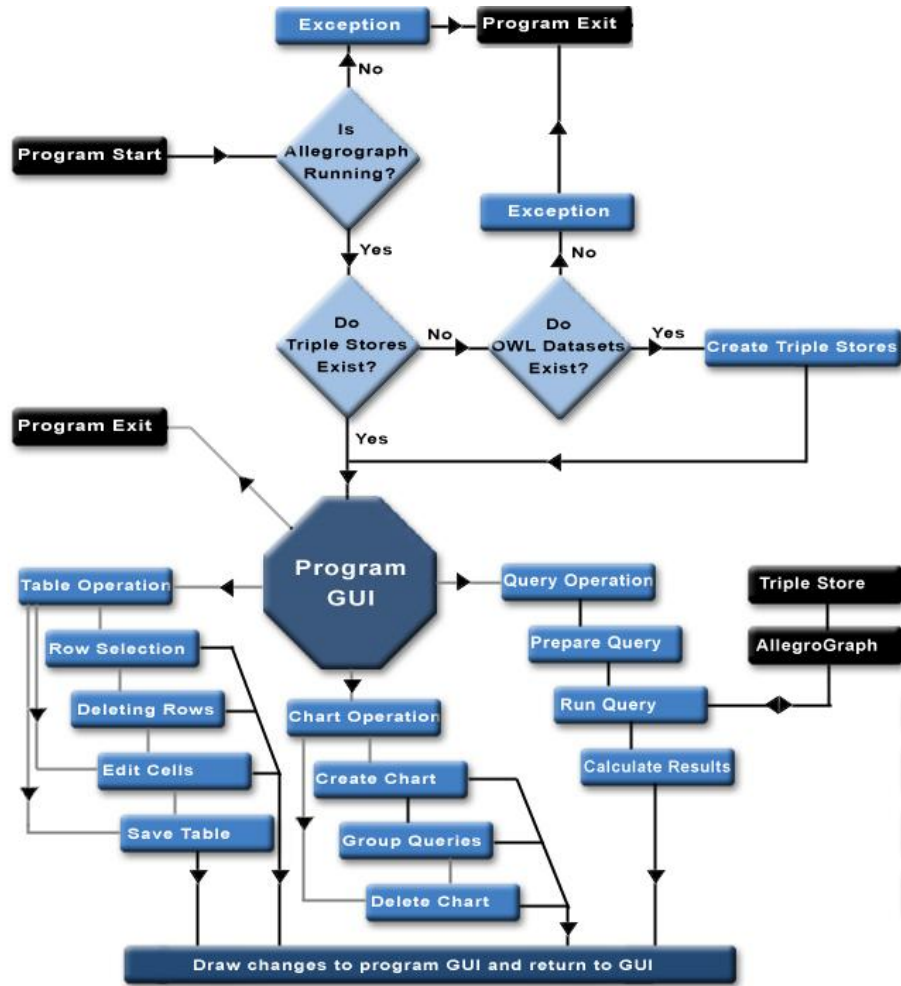 Exception
Program Exit
No
Is
Allegrograph
Running?
Program Start
Exception
Yes
No
Do
Triple Stores
Exist?
No
Do
OWL Datasets
Exist?
Yes
Create Triple Stores
Program Exit
Yes
Program
GUI
Table Operation
Query Operation
Triple Store
Row Selection
Prepare Query
AllegroGraph
Deleting Rows
Chart Operation
Run Query
Edit Cells
Create Chart
Calculate Results
Save Table
Group Queries
Delete Chart
Draw changes to program GUI and return to GUI